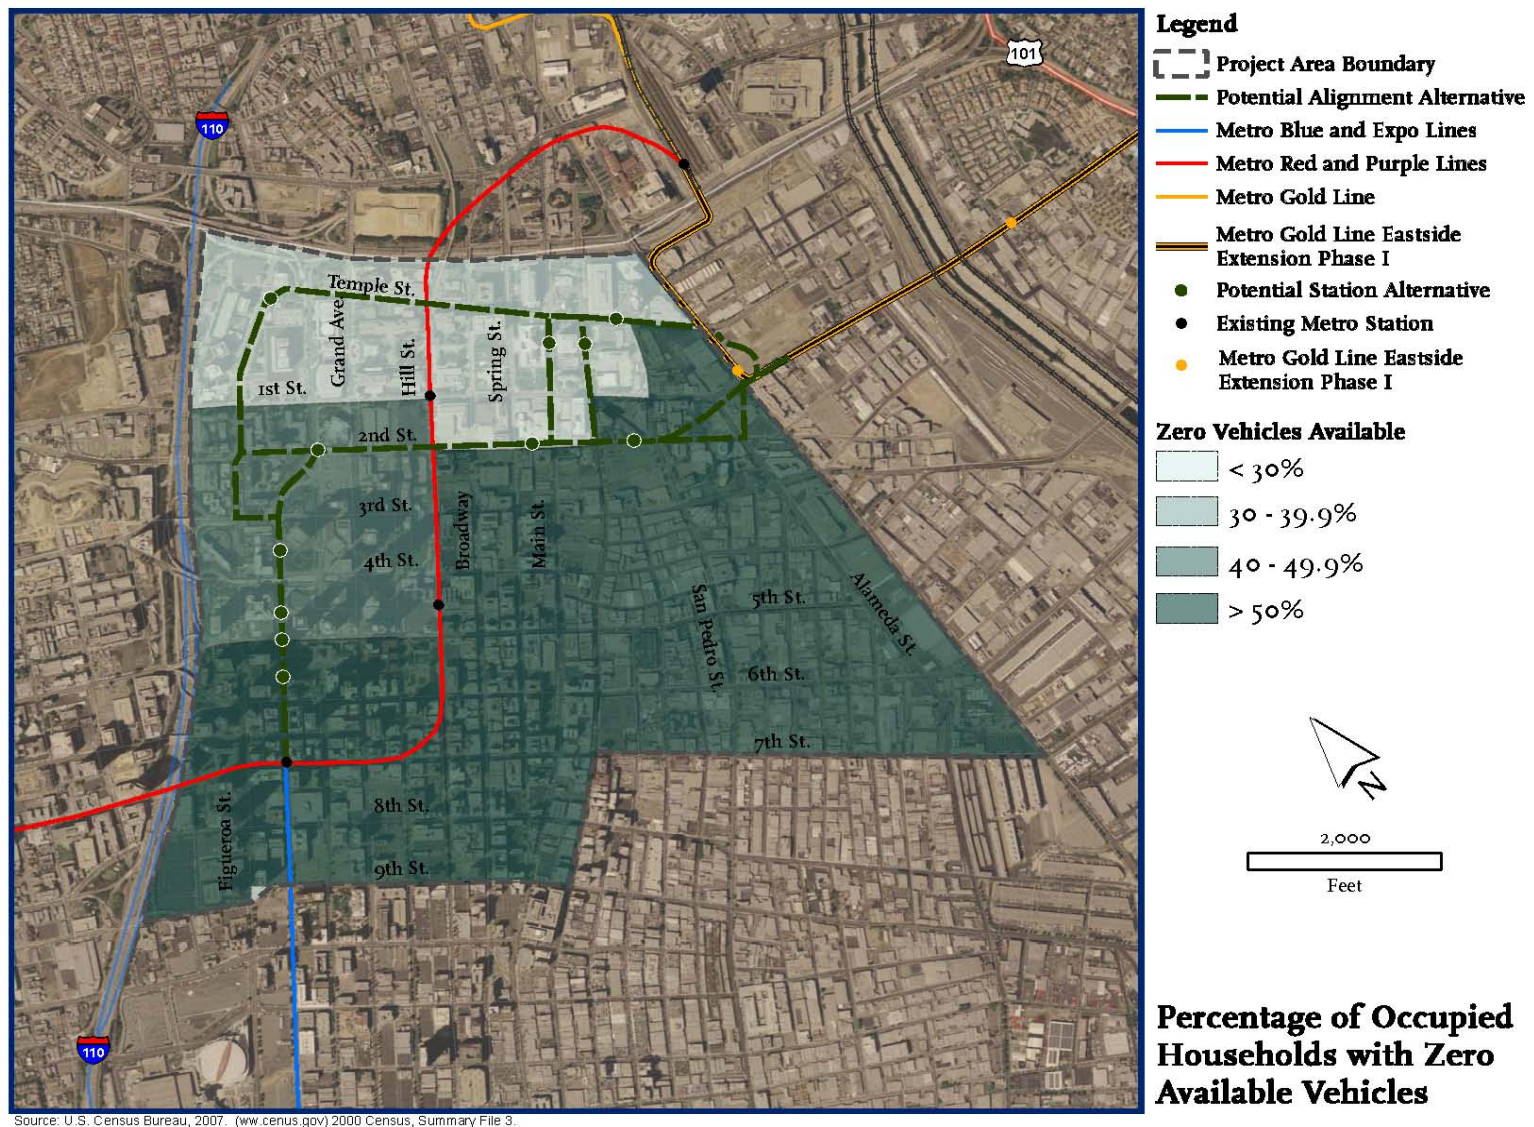 Legend
Project Area Boundary
Potential Alignment Alternative
Metro Blue and Expo Lines
Metro Red and Purple Lines
Metro Gold Line
Metro Gold Line Eastside
Extension Phase I
Potential Station Alternative
Existing Metro Station
Metro Gold Line Eastside
Extension Phase I
Zero Vehicles Available
< 30%
30 - 39.9%
40 - 49.9%
> 50%
N
2,000
Feet
Percentage of Occupied
Households with Zero
Available Vehicles
101
110
Temple St.
Grand Ave.
Hill St.
Spring St.
1st St.
2nd St.
3rd St.
Broadway
Main St.
4th St.
5th St.
San Pedro St.
Alameda St.
6th St.
7th St.
8th St.
Figueroa St.
9th St.
110
Source: U.S. Census Bureau, 2007. (ww.cenus.gov) 2000 Census, Summary File 3.